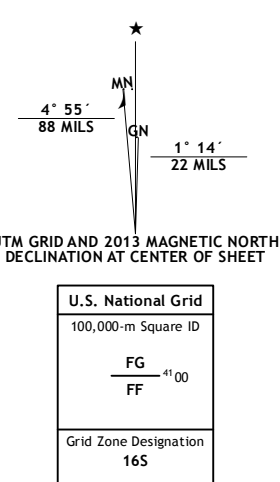 MN
4° 55´
88 MILS
GN
1° 14´
22 MILS
UTM GRID AND 2013 MAGNETIC NORTH
DECLINATION AT CENTER OF SHEET
U.S. National Grid
100,000-m Square ID
FG
4100
FF
Grid Zone Designation
16S